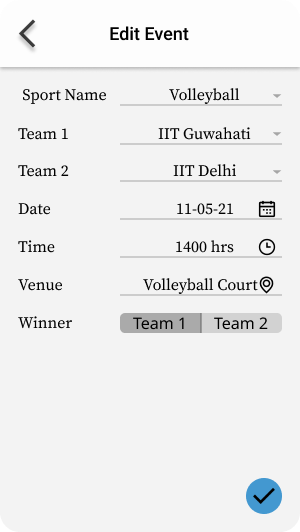 Edit Event
Sport Name Volleyball
Team 1 IIT Guwahati
Team 2 IIT Delhi
Date 11-05-21
Time 1400 hrs
Venue Volleyball Court
Winner Team 1 Team 2